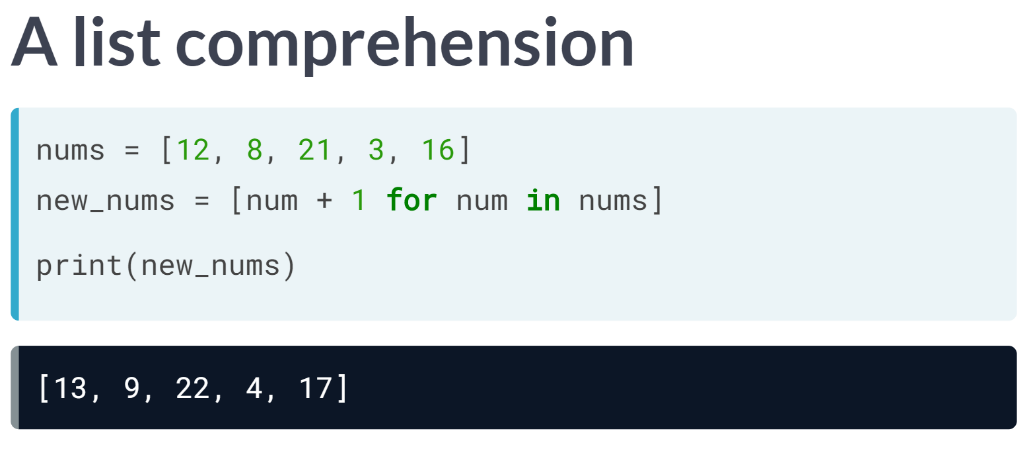 A list comprehension
nums = [12, 8, 21, 3, 16]
new_nums = [num + 1 for num in nums]
print(new_nums)
[13, 9, 22, 4, 17]